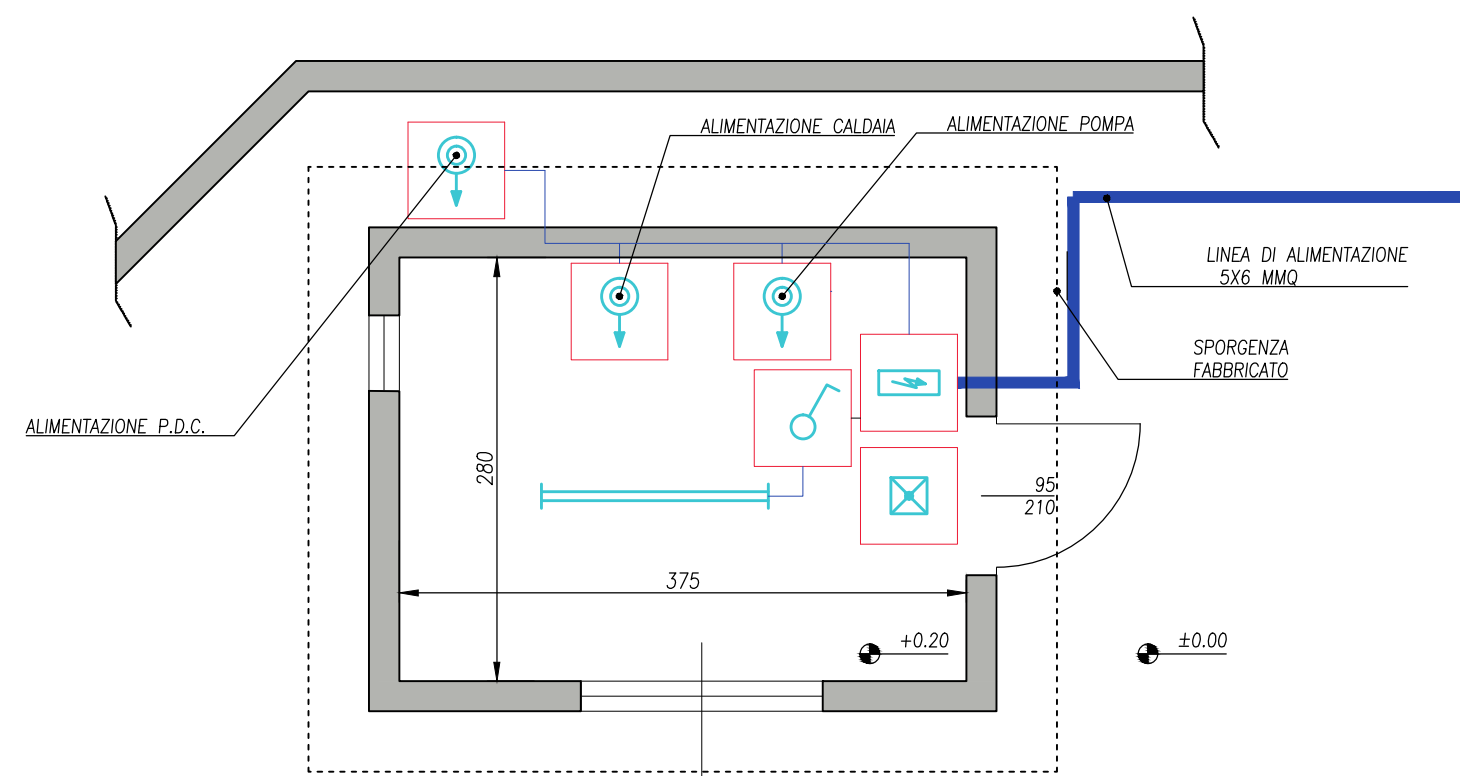 ALIMENTAZIONE CALDAIA
ALIMENTAZIONE POMPA
LINEA DI ALIMENTAZIONE
5X6 MMQ
SPORGENZA
FABBRICATO
ALIMENTAZIONE P.D.C.
280
95
210
375
+0.20
±0.00